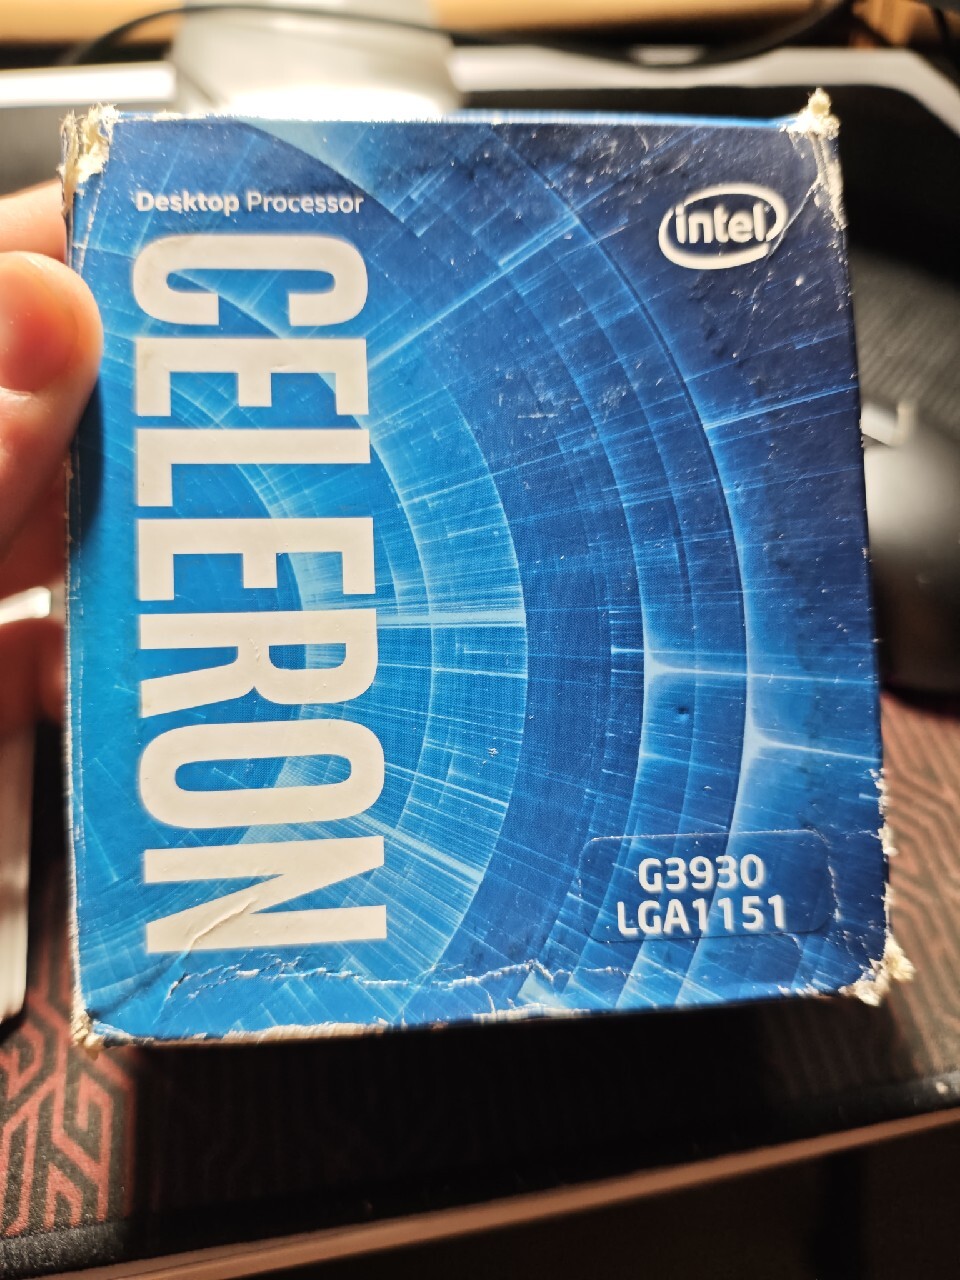 Desktop Processor
intel
CELERON
G3930
LGA1151